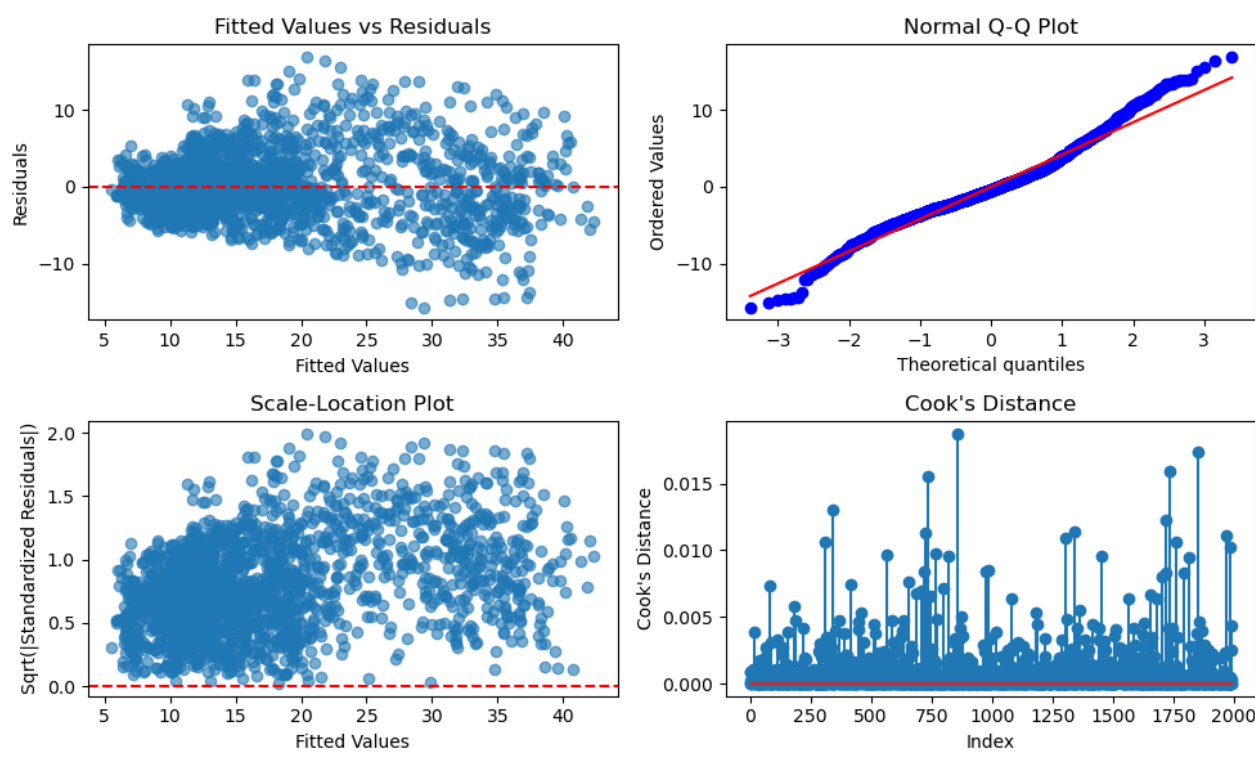 Fitted Values vs Residuals
Residuals
10
0
−10
5 10 15 20 25 30 35 40
Fitted Values
Normal Q-Q Plot
Ordered Values
10
0
−10
−3 −2 −1 0 1 2 3
Theoretical quantiles
Scale-Location Plot
Sqrt(|Standardized Residuals|)
2.0
1.5
1.0
0.5
0.0
5 10 15 20 25 30 35 40
Fitted Values
Cook's Distance
Cook's Distance
0.015
0.010
0.005
0.000
0 250 500 750 1000 1250 1500 1750 2000
Index